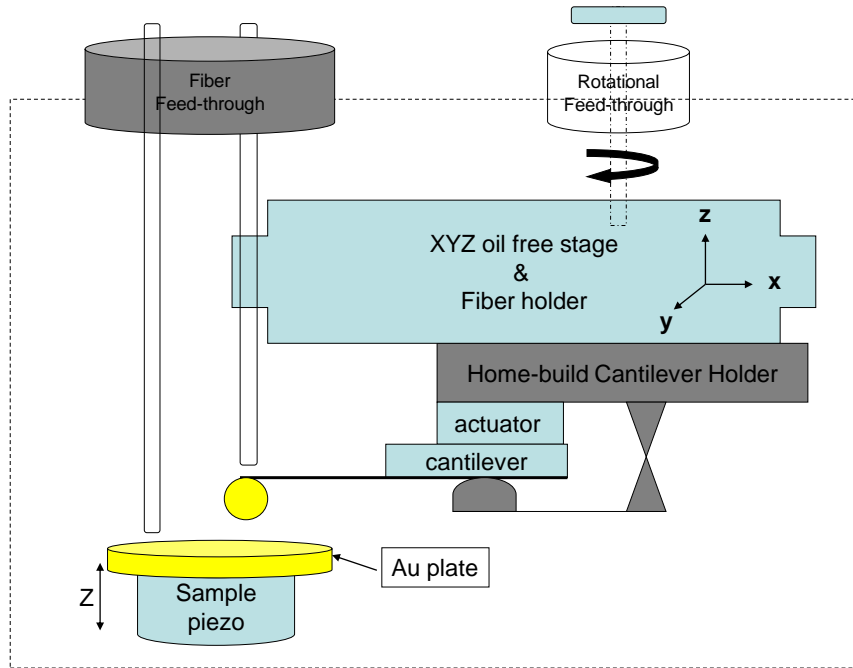 Fiber
Feed-through
Rotational
Feed-through
XYZ oil free stage
&
Fiber holder
z
x
y
Home-build Cantilever Holder
actuator
cantilever
Au plate
Z
Sample
piezo